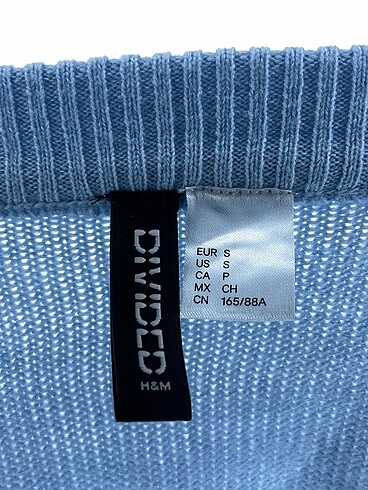 DIVIDED
H&M
EUR S
US S
CA P
MX CH
CN 165/88A